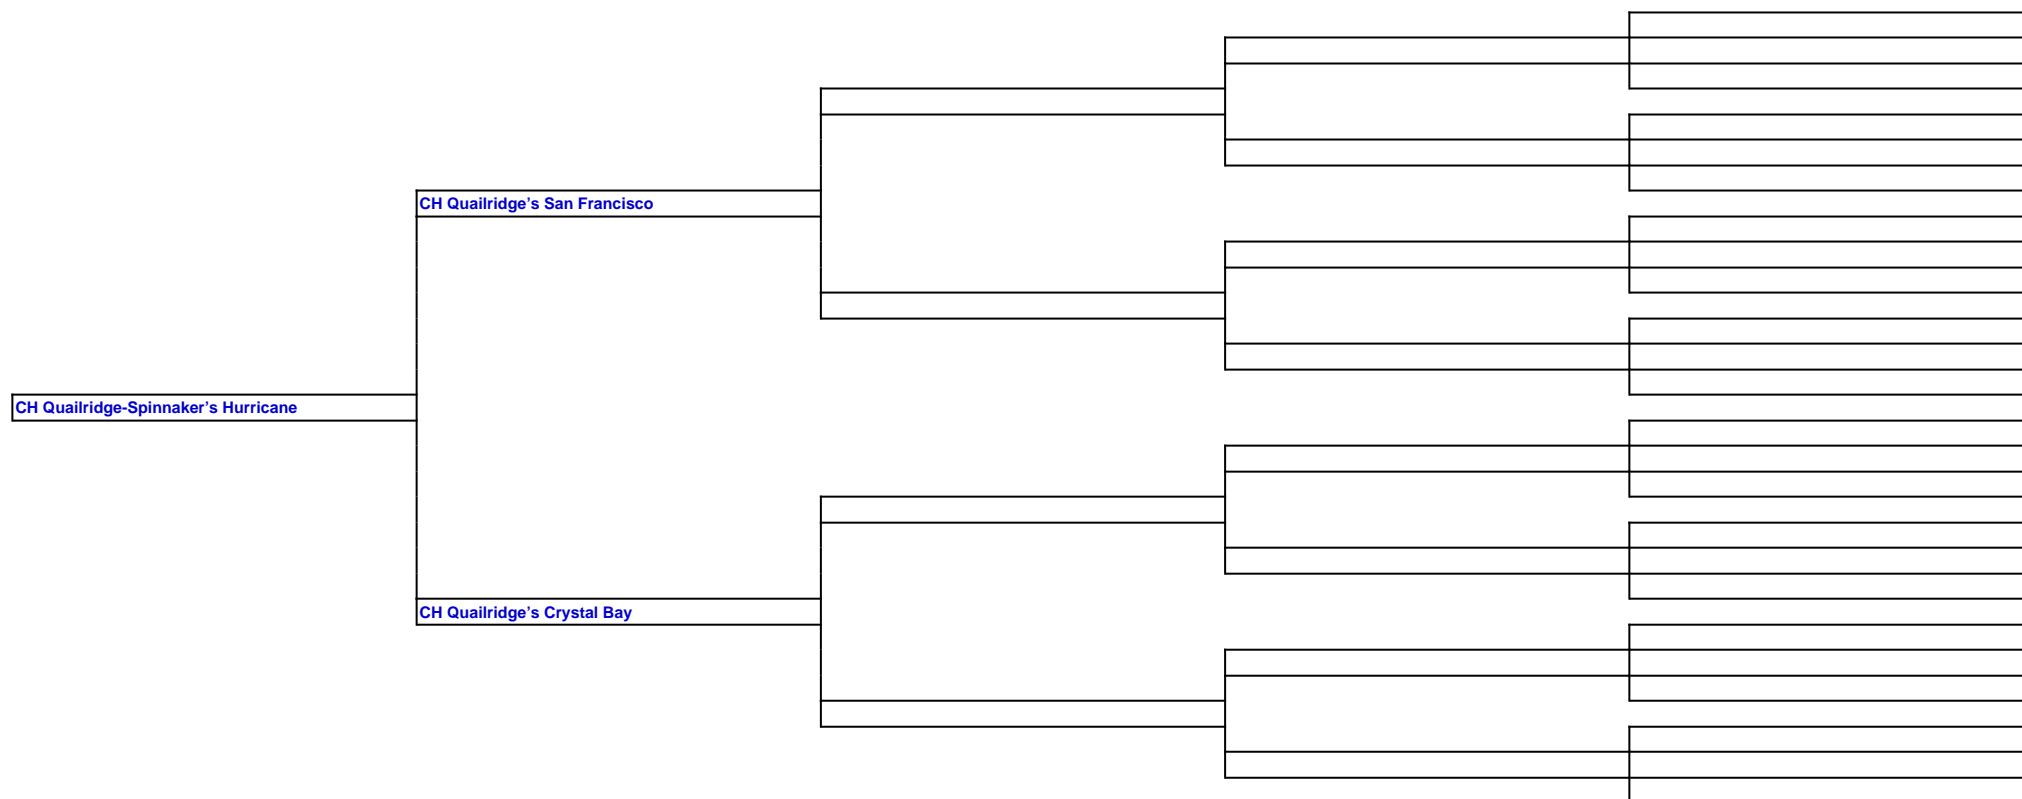 CH Quailridge’s San Francisco
CH Quailridge-Spinnaker’s Hurricane
CH Quailridge’s Crystal Bay